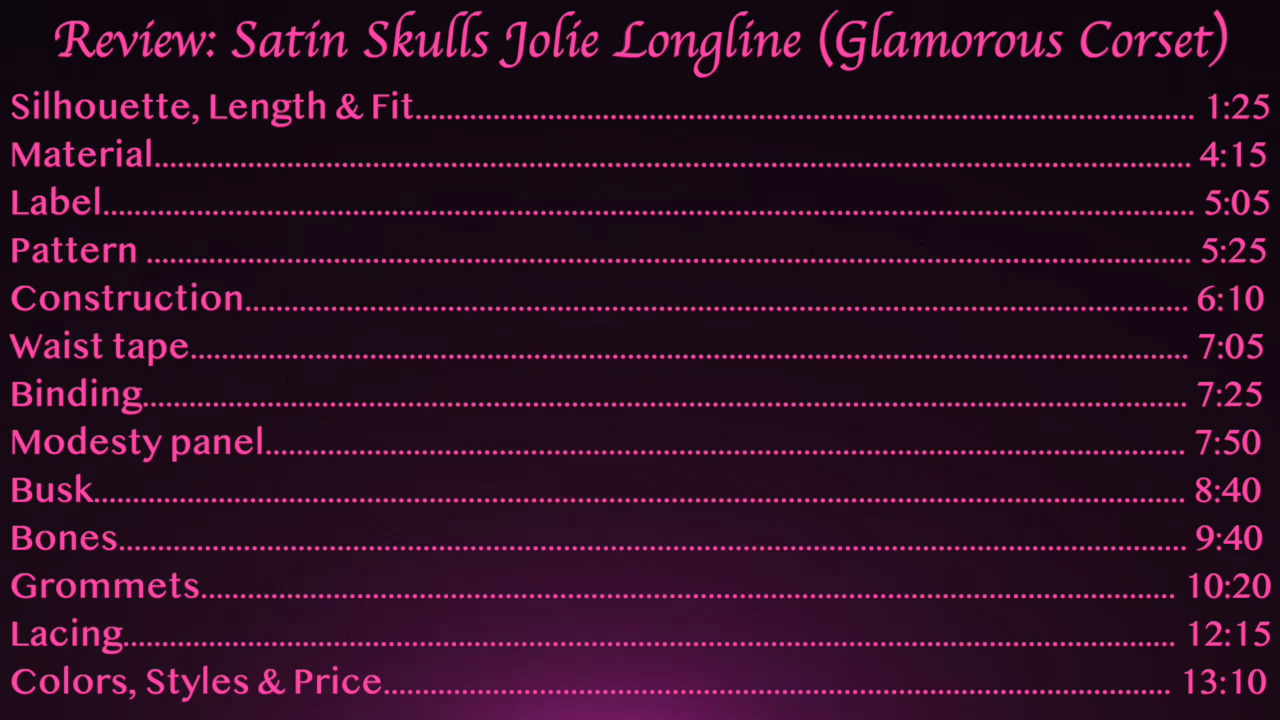 Review: Satin Skulls Jolie Longline (Glamorous Corset)
Silhouette, Length & Fit.................................................. 1:25
Material.................................................. 4:15
Label.................................................. 5:05
Pattern .................................................. 5:25
Construction.................................................. 6:10
Waist tape.................................................. 7:05
Binding.................................................. 7:25
Modesty panel.................................................. 7:50
Busk.................................................. 8:40
Bones.................................................. 9:40
Grommets.................................................. 10:20
Lacing.................................................. 12:15
Colors, Styles & Price.................................................. 13:10